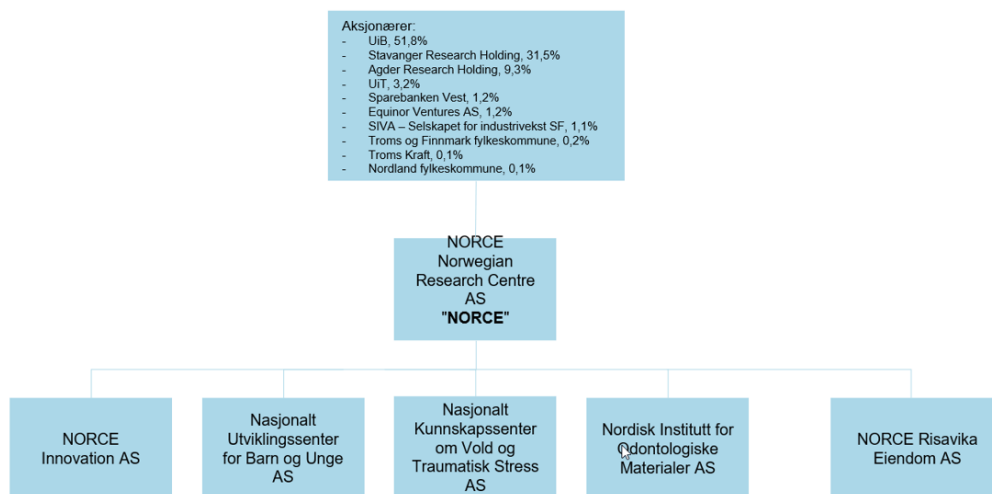 Aksjonærer:
- UiB, 51,8%
- Stavanger Research Holding, 31,5%
- Agder Research Holding, 9,3%
- UiT, 3,2%
- Sparebanken Vest, 1,2%
- Equinor Ventures AS, 1,2%
- SIVA – Selskapet for industrivekst SF, 1,1%
- Troms og Finnmark fylkeskommune, 0,2%
- Troms Kraft, 0,1%
- Nordland fylkeskommune, 0,1%
NORCE
Norwegian
Research Centre
AS
"NORCE"
NORCE
Innovation AS
Nasjonalt
Utviklingssenter
for Barn og Unge
AS
Nasjonalt
Kunnskapssenter
om Vold og
Traumatisk Stress
AS
Nordisk Institutt for
Odontologiske
Materialer AS
NORCE Risavika
Eiendom AS